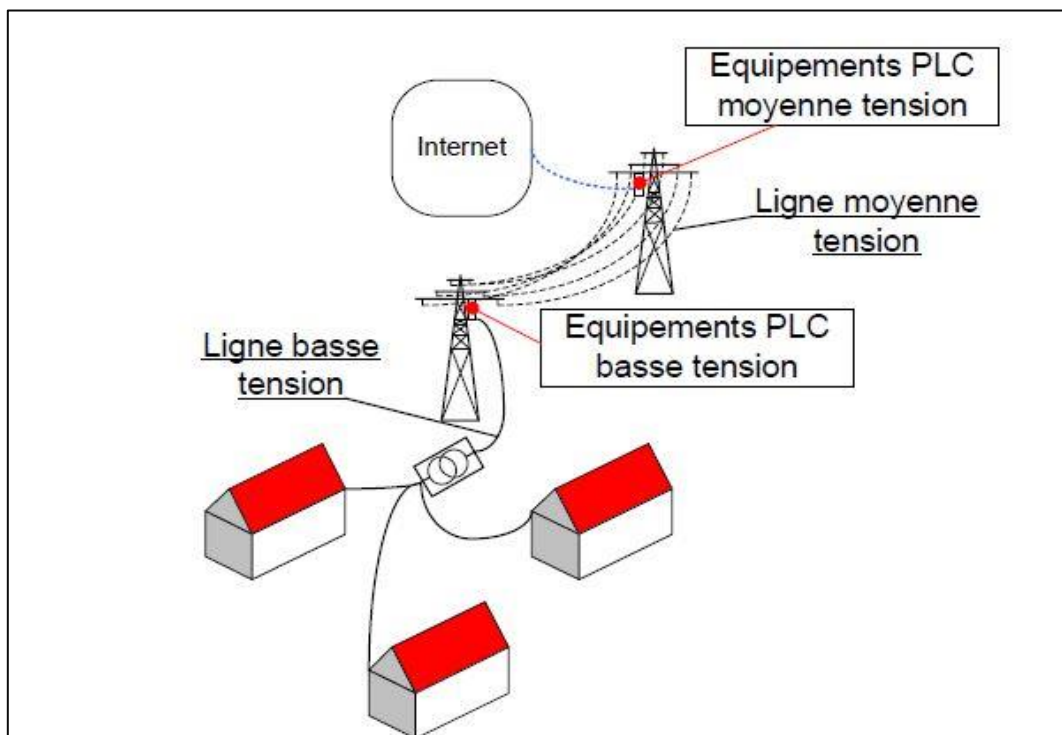 Equipements PLC
moyenne tension
Internet
Ligne moyenne
tension
Equipements PLC
basse tension
Ligne basse
tension